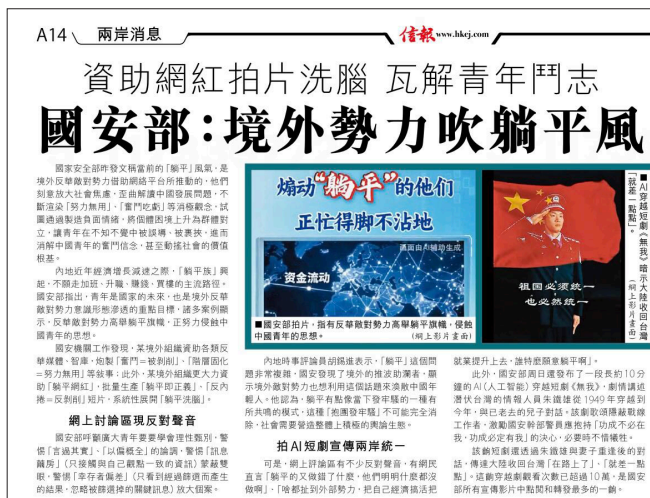 A14
兩岸消息
信報 www.hkej.com
資助網紅拍片洗腦 瓦解青年鬥志
國安部：境外勢力吹躺平風
國家安全部昨發文稱當前的「躺平」風氣，是
境外反華敵對勢力借助網絡平台所推動的，他們
刻意放大社會焦慮，歪曲解讀中國發展問題，不
斷渲染「努力無用」、「奮鬥吃虧」等消極觀念，試
圖通過製造負面情緒，將個體困境上升為群體對
立，讓青年在不知不覺中被誤導、被裹挾，進而
消解中國青年的奮鬥信念，甚至動搖社會的價值
根基。
內地近年經濟增長減速之際，「躺平族」興
起，不願走加班、升職、賺錢、買樓的主流路徑。
國安部指出，青年是國家的未來，也是境外反華
敵對勢力意識形態滲透的重點目標，諸多案例顯
示，反華敵對勢力高舉躺平旗幟，正努力侵蝕中
國青年的思想。
國安機關工作發現，某境外組織資助各類反
華媒體、智庫，炮製「奮鬥=被剝削」、「階層固化
=努力無用」等敘事；此外，某境外組織更大力資
助「躺平網紅」，批量生產「躺平即正義」、「反內
捲=反剝削」短片，系統性展開「躺平洗腦」。
網上討論區現反對聲音
國安部呼籲廣大青年要要學會理性甄別，警
惕「言過其實」、「以偏概全」的論調，警惕「訊息
繭房」（只接觸與自己觀點一致的資訊）蒙蔽雙
眼，警惕「幸存者偏差」（只看到經過篩選而產生
的結果，忽略被篩選掉的關鍵訊息）放大個案。
煽动“躺平”的他们
正忙得脚不沾地
画面由AI辅助生成
资金流动
■國安部拍片，指有反華敵對勢力高舉躺平旗幟，侵蝕
中國青年的思想。 （網上影片畫面）
祖国必须统一
也必然统一
■AI穿越短劇《無我》暗示大陸收回台灣
「就差一點點」。 （網上影片畫面）
內地時事評論員胡錫進表示，「躺平」這個問
題非常複雜，國安發現了境外的推波助瀾者，顯
示境外敵對勢力也想利用這個話題來渙散中國年
輕人。他認為，躺平有點像當下發牢騷的一種有
所共鳴的模式，這種「抱團發牢騷」不可能完全消
除，社會需要營造整體上積極的輿論生態。
拍AI短劇宣傳兩岸統一
可是，網上評論區有不少反對聲音，有網民
直言「躺平的又做錯了什麼，他們明明什麼都沒
做啊」、「啥都扯到外部勢力，把自己經濟搞活把
就業提升上去，誰特麼願意躺平啊」。
此外，國安部周日還發布了一段長約10分
鐘的AI（人工智能）穿越短劇《無我》，劇情講述
潛伏台灣的情報人員朱鐵雄從1949年穿越到
今年，與已老去的兒子對話。該劇歌頌隱蔽戰線
工作者，激勵國安幹部警員應抱持「功成不必在
我，功成必定有我」的決心，必要時不惜犧牲。
該齣短劇還透過朱鐵雄與妻子重逢後的對
話，傳達大陸收回台灣「在路上了」、「就差一點
點」。這齣穿越劇觀看次數已超過10萬，是國安
部所有宣傳影片中點閱和轉發最多的一齣。